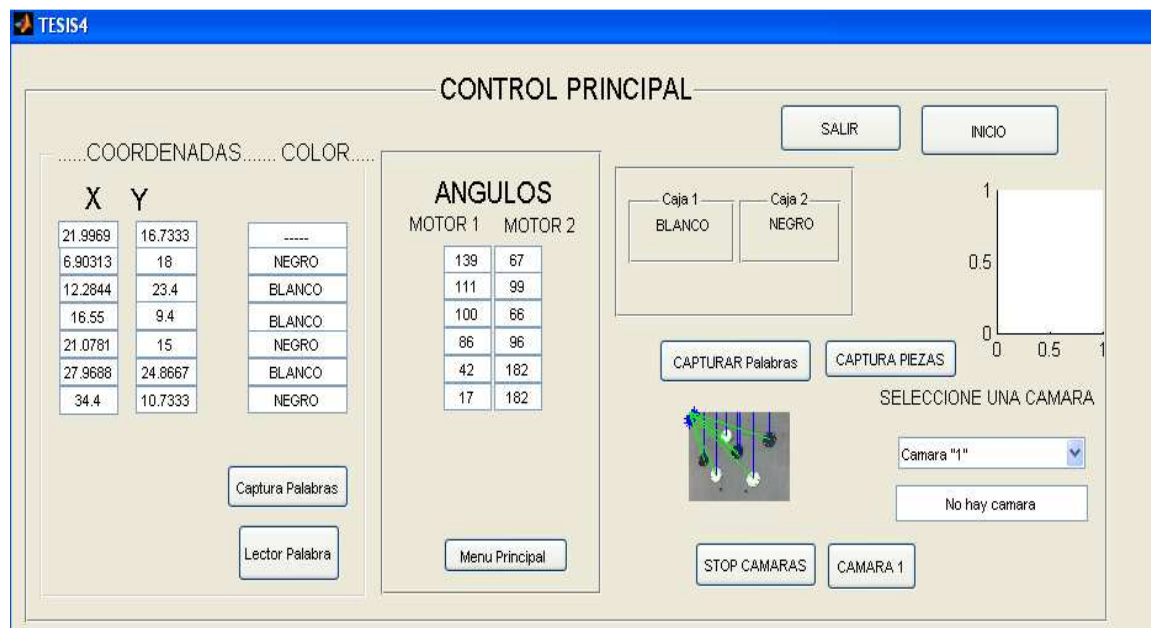 TESIS4
CONTROL PRINCIPAL
SALIR
INICIO
......COORDENADAS....... COLOR.....
X Y
21.9969 16.7333 -----
6.90313 18 NEGRO
12.2844 23.4 BLANCO
16.55 9.4 BLANCO
21.0781 15 NEGRO
27.9688 24.8667 BLANCO
34.4 10.7333 NEGRO
Captura Palabras
Lector Palabra
ANGULOS
MOTOR 1 MOTOR 2
139 67
111 99
100 66
86 96
42 182
17 182
Menu Principal
Caja 1 Caja 2
BLANCO NEGRO
1
0.5
0
0 0.5 1
CAPTURAR Palabras
CAPTURA PIEZAS
SELECCIONE UNA CAMARA
Camara "1"
No hay camara
STOP CAMARAS
CAMARA 1